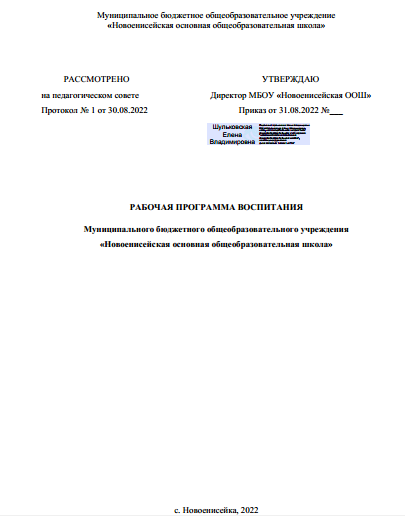 Муниципальное бюджетное общеобразовательное учреждение
«Новоенисейская основная общеобразовательная школа»
РАССМОТРЕНО
на педагогическом совете
Протокол № 1 от 30.08.2022
УТВЕРЖДАЮ
Директор МБОУ «Новоенисейская ООШ»
Приказ от 31.08.2022 №___
Шульковская
Елена
Владимировна
РАБОЧАЯ ПРОГРАММА ВОСПИТАНИЯ
Муниципального бюджетного общеобразовательного учреждения
«Новоенисейская основная общеобразовательная школа»
с. Новоенисейка, 2022